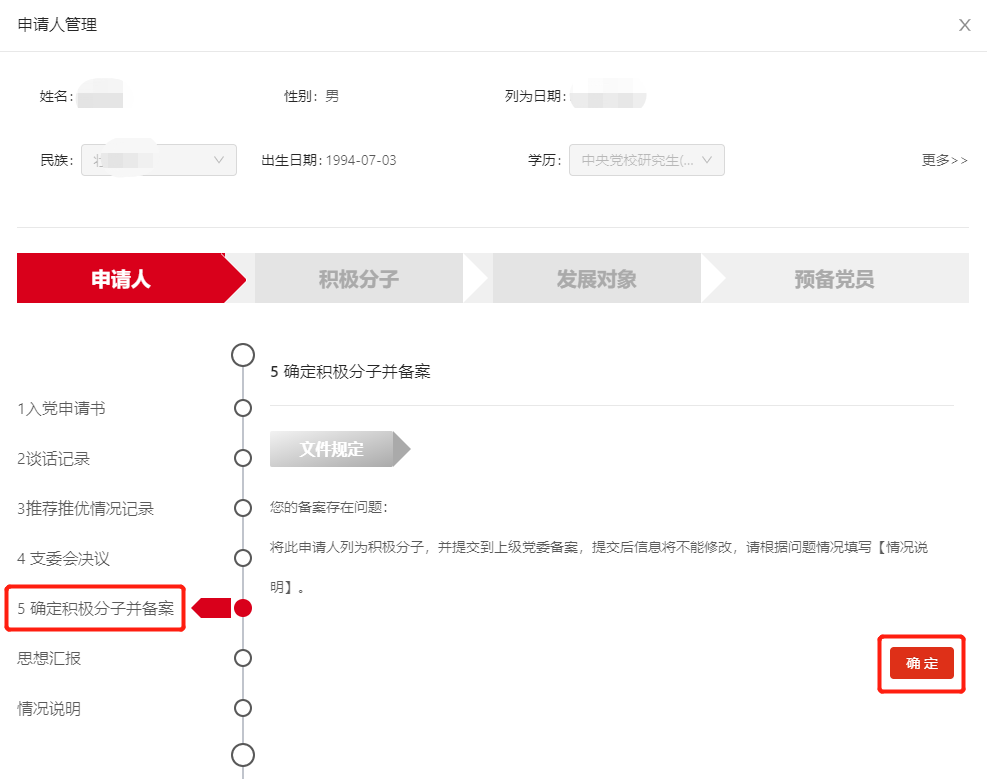 申请人管理 X
姓名： 性别：男 列为日期：
民族： 出生日期：1994-07-03 学历：中央党校研究生(... 更多>>
申请人 积极分子 发展对象 预备党员
5 确定积极分子并备案
1入党申请书
文件规定
2谈话记录
3推荐推优情况记录
您的备案存在问题：
将此申请人列为积极分子，并提交到上级党委备案，提交后信息将不能修改，请根据问题情况填写【情况说
明】。
4 支委会决议
5 确定积极分子并备案
思想汇报
确 定
情况说明